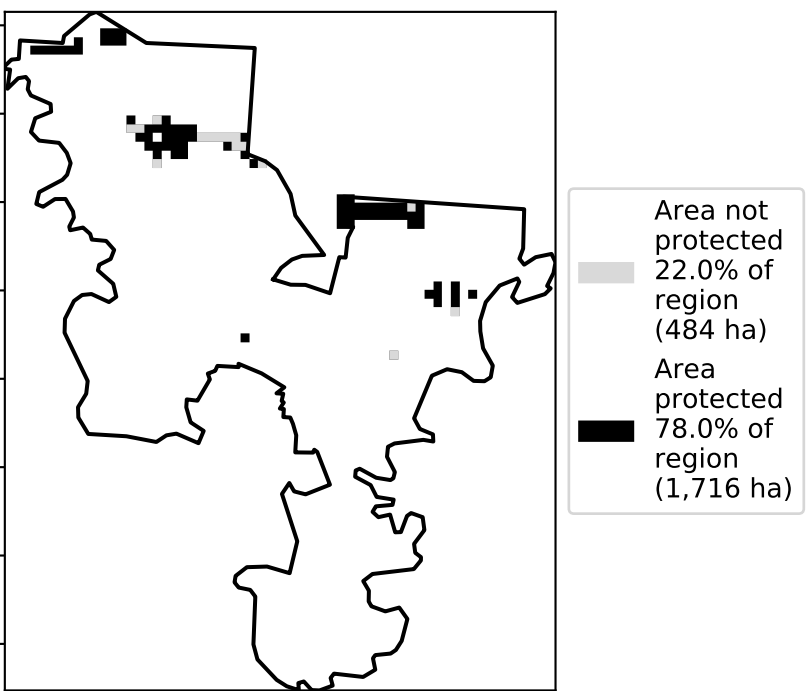 Area not
protected
22.0% of
region
(484 ha)
Area
protected
78.0% of
region
(1,716 ha)